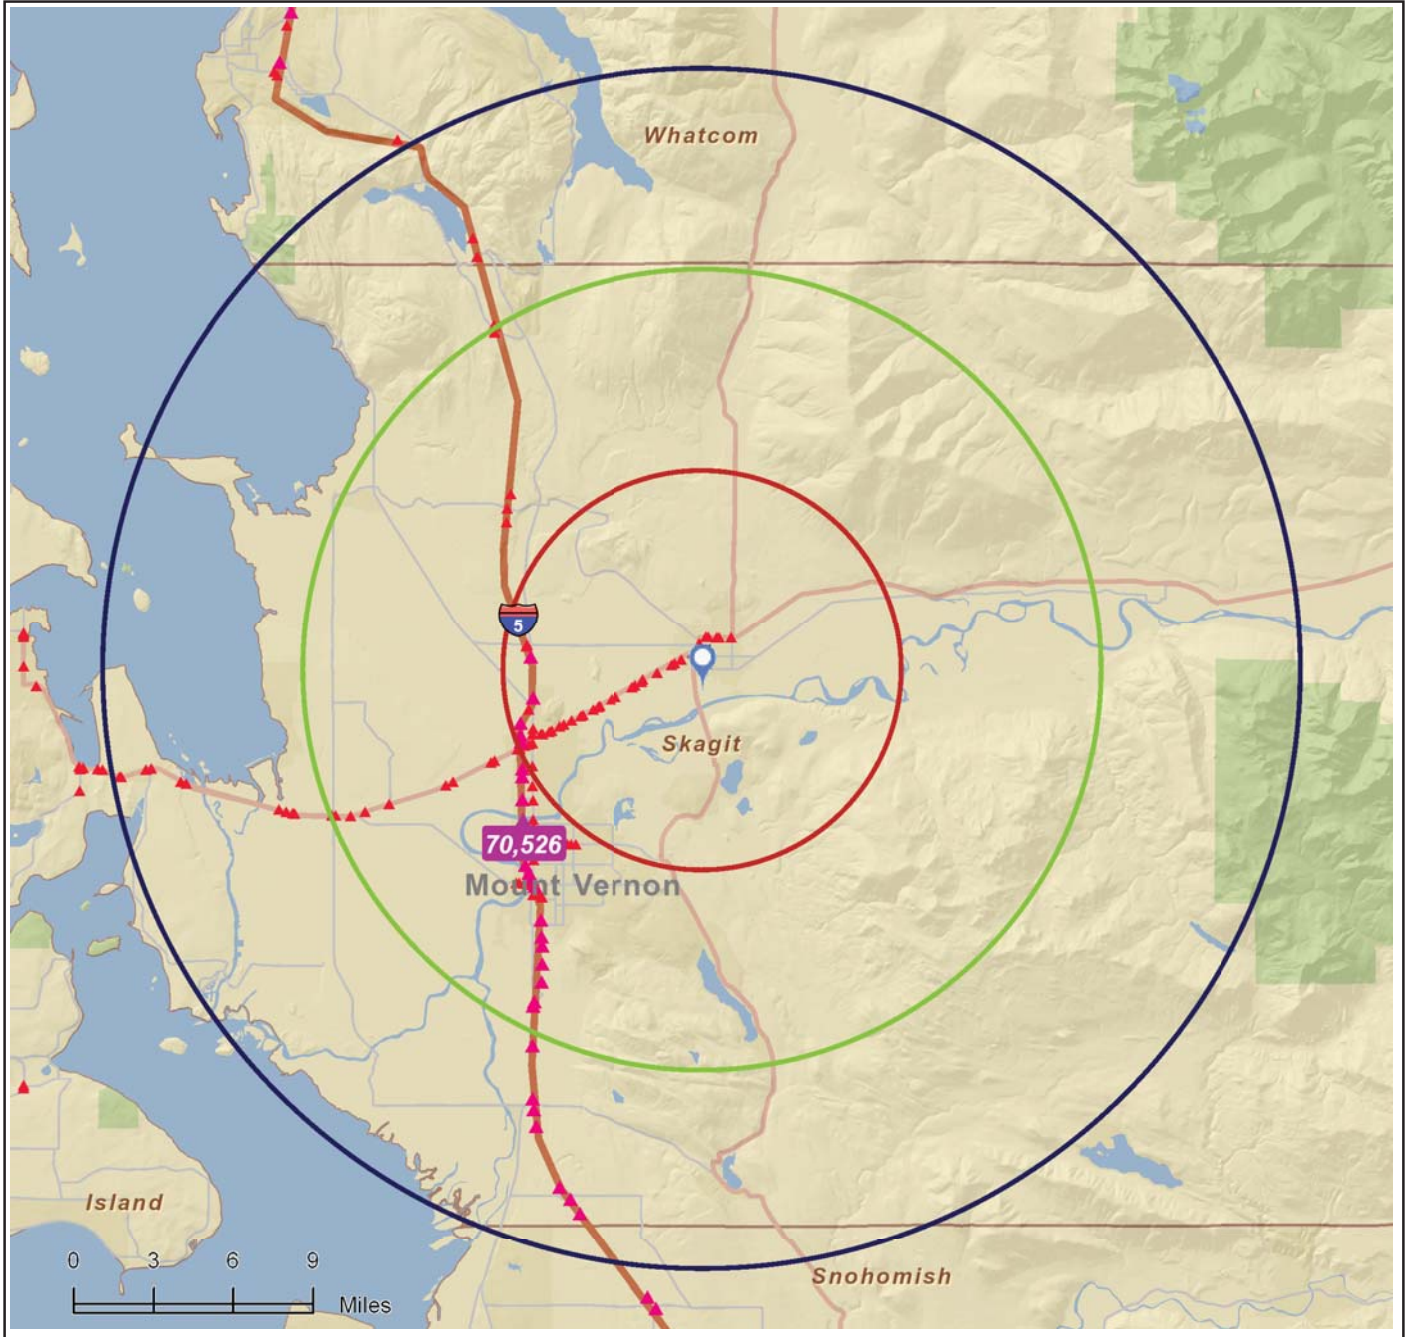 Whatcom
5
Skagit
70,526
Mount Vernon
Island
0 3 6 9
Miles
Snohomish